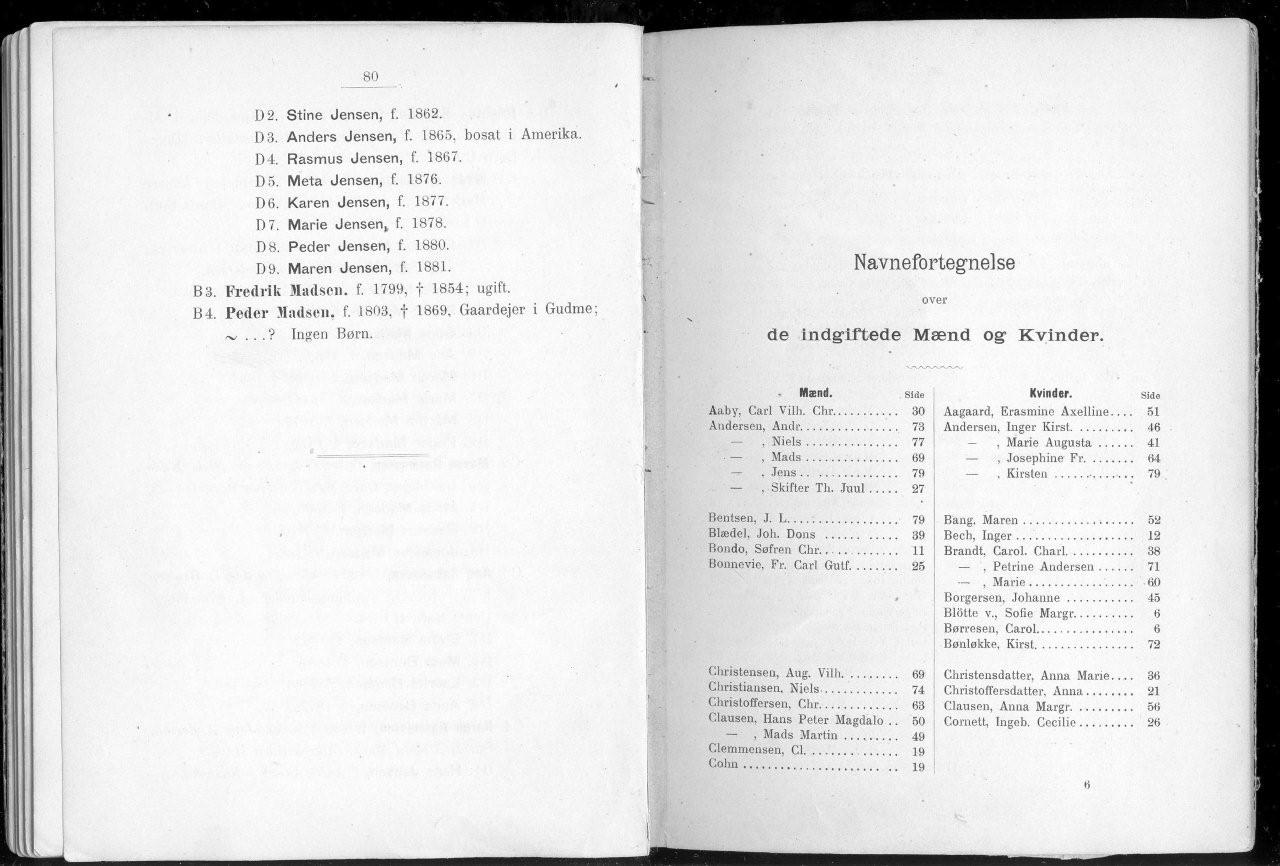 80
D2. Stine Jensen, f. 1862.
D3. Anders Jensen, f. 1865, bosat i Amerika.
D4. Rasmus Jensen, f. 1867.
D5. Meta Jensen, f. 1876.
D6. Karen Jensen, f. 1877.
D7. Marie Jensen, f. 1878.
D8. Peder Jensen, f. 1880.
D9. Maren Jensen, f. 1881.
B3. Fredrik Madsen. f. 1799, † 1854; ugift.
B4. Peder Madsen. f. 1803, † 1869, Gaardejer i Gudme;
~ ...? Ingen Børn.
Navnefortegnelse
over
de indgiftede Mænd og Kvinder.
Mænd. Side
Aaby, Carl Vilh. Chr........... 30
Andersen, Andr. ............ 73
— , Niels ............ 77
— , Mads ............ 69
— , Jens ............ 79
— , Skifter Th. Juul ..... 27
Bentsen, J. L................. 79
Blædel, Joh. Dons ........... 39
Bondo, Søfren Chr............ 11
Bonnevie, Fr. Carl Gutf. ...... 25
Christensen, Aug. Vilh. ........ 69
Christiansen, Niels............ 74
Christoffersen, Chr............ 63
Clausen, Hans Peter Magdalo .. 50
— , Mads Martin ......... 49
Clemmensen, Cl. ............. 19
Cohn ...................... 19
Kvinder. Side
Aagaard, Erasmine Axelline.... 51
Andersen, Inger Kirst. ......... 46
— , Marie Augusta ...... 41
— , Josephine Fr. ....... 64
— , Kirsten ............ 79
Bang, Maren ................ 52
Bech, Inger ................. 12
Brandt, Carol. Charl. .......... 38
— , Petrine Andersen ...... 71
— , Marie ............... 60
Borgersen, Johanne .......... 45
Blötte v., Sofie Margr. ........ 6
Børresen, Carol.............. 6
Bønløkke, Kirst. ............. 72
Christensdatter, Anna Marie.... 36
Christoffersdatter, Anna ....... 21
Clausen, Anna Margr. ......... 56
Cornett, Ingeb. Cecilie ........ 26
6